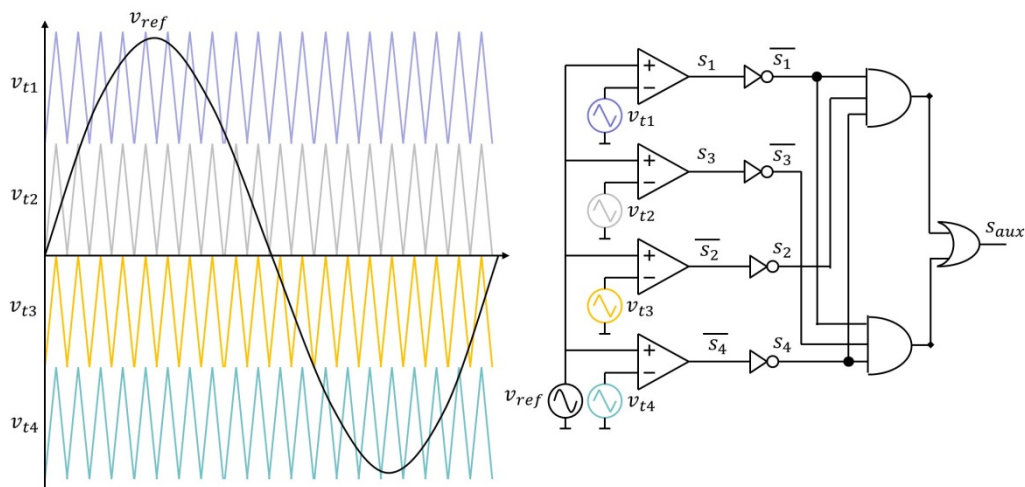 v_ref
v_t1
v_t2
v_t3
v_t4
+
−
s_1
s̅_1
v_t1
+
−
s_3
s̅_3
v_t2
+
−
s̅_2
s_2
v_t3
+
−
s̅_4
s_4
v_t4
v_ref
s_aux